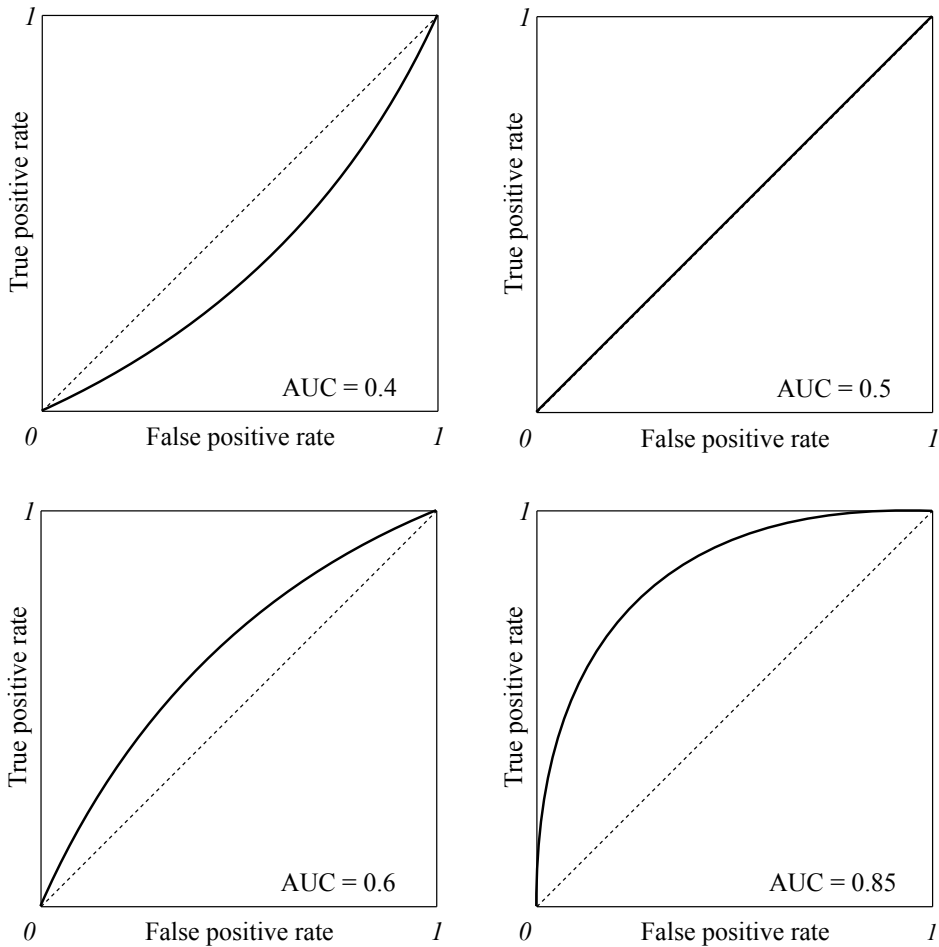 1
True positive rate
AUC = 0.4
0
False positive rate
1
1
True positive rate
AUC = 0.5
0
False positive rate
1
1
True positive rate
AUC = 0.6
0
False positive rate
1
1
True positive rate
AUC = 0.85
0
False positive rate
1